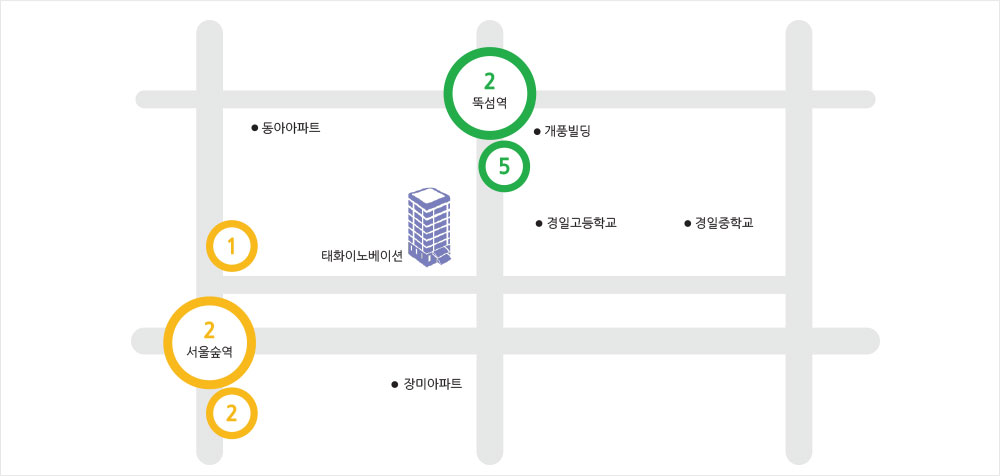 2
뚝섬역
동아아파트
개풍빌딩
5
경일고등학교
경일중학교
1
태화이노베이션
2
서울숲역
장미아파트
2